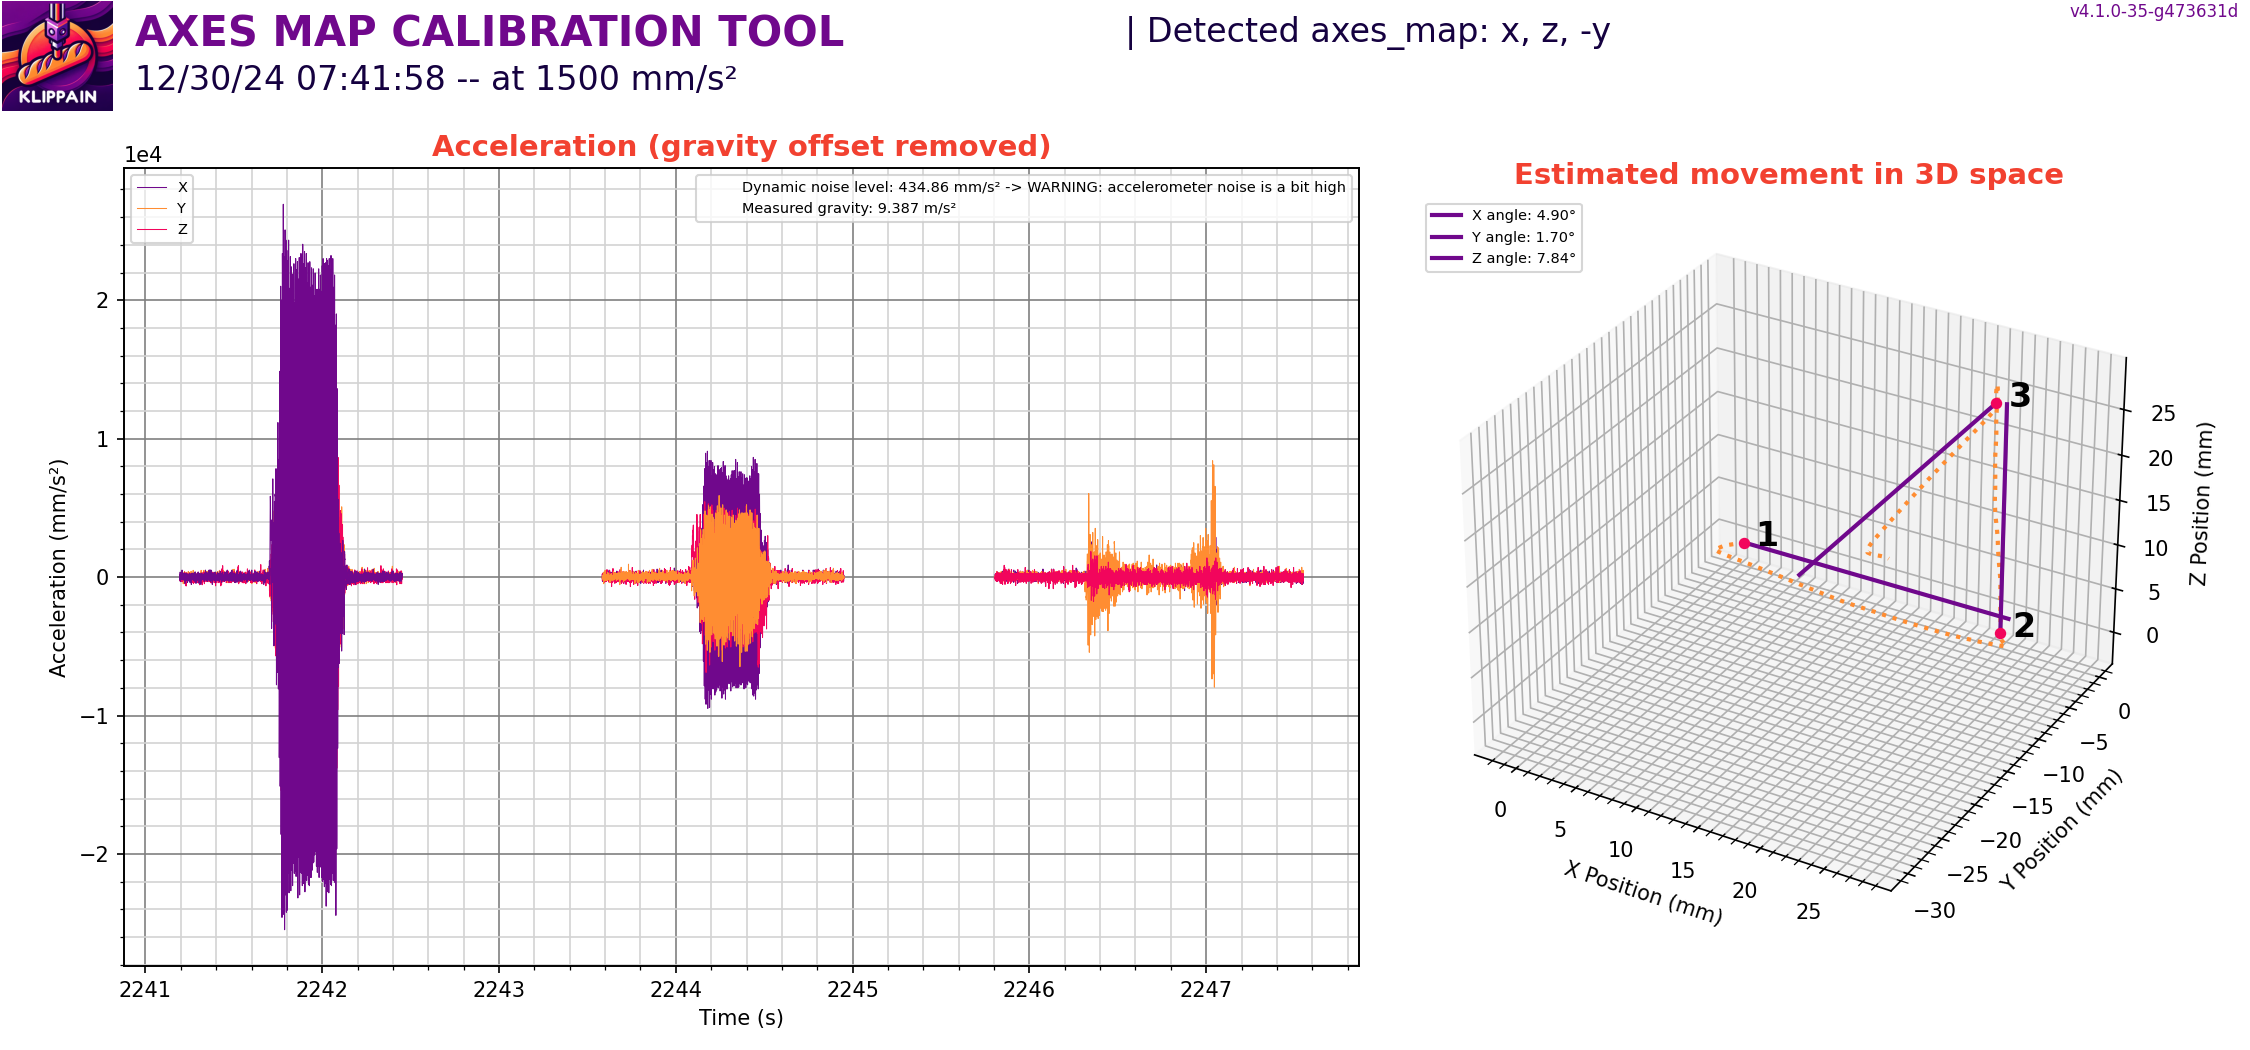 KLIPPAIN
AXES MAP CALIBRATION TOOL
12/30/24 07:41:58 -- at 1500 mm/s²
| Detected axes_map: x, z, -y
v4.1.0-35-g473631d
Acceleration (gravity offset removed)
1e4
X
Y
Z
Dynamic noise level: 434.86 mm/s² -> WARNING: accelerometer noise is a bit high
Measured gravity: 9.387 m/s²
2
1
0
−1
−2
Acceleration (mm/s²)
2241
2242
2243
2244
2245
2246
2247
Time (s)
Estimated movement in 3D space
X angle: 4.90°
Y angle: 1.70°
Z angle: 7.84°
1
2
3
25
20
15
10
5
0
Z Position (mm)
0
−5
−10
−15
−20
−25
−30
Y Position (mm)
0
5
10
15
20
25
X Position (mm)